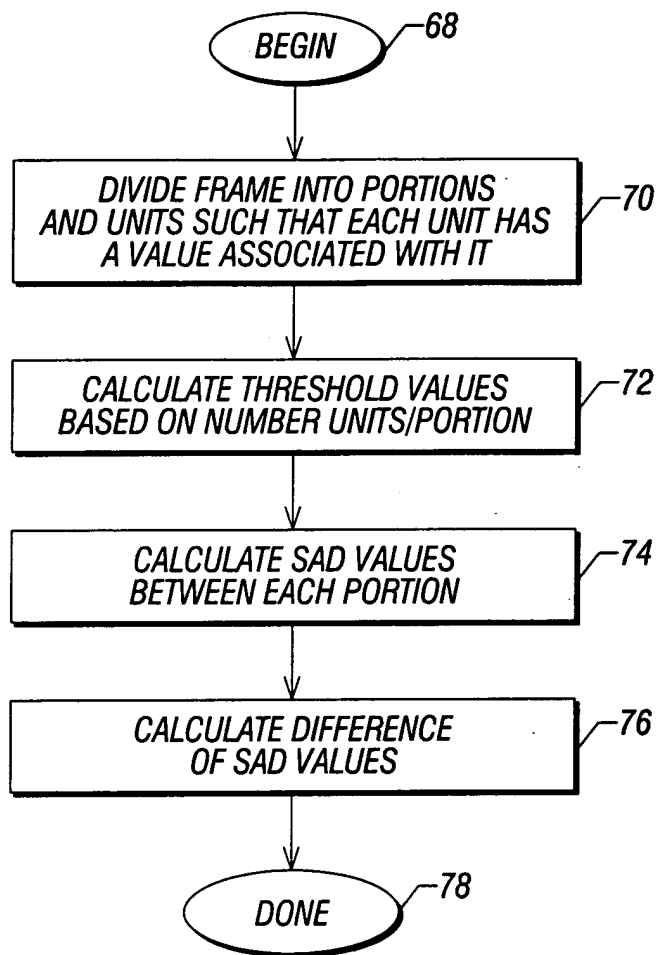 BEGIN
68
DIVIDE FRAME INTO PORTIONS
AND UNITS SUCH THAT EACH UNIT HAS
A VALUE ASSOCIATED WITH IT
70
CALCULATE THRESHOLD VALUES
BASED ON NUMBER UNITS/PORTION
72
CALCULATE SAD VALUES
BETWEEN EACH PORTION
74
CALCULATE DIFFERENCE
OF SAD VALUES
76
DONE
78